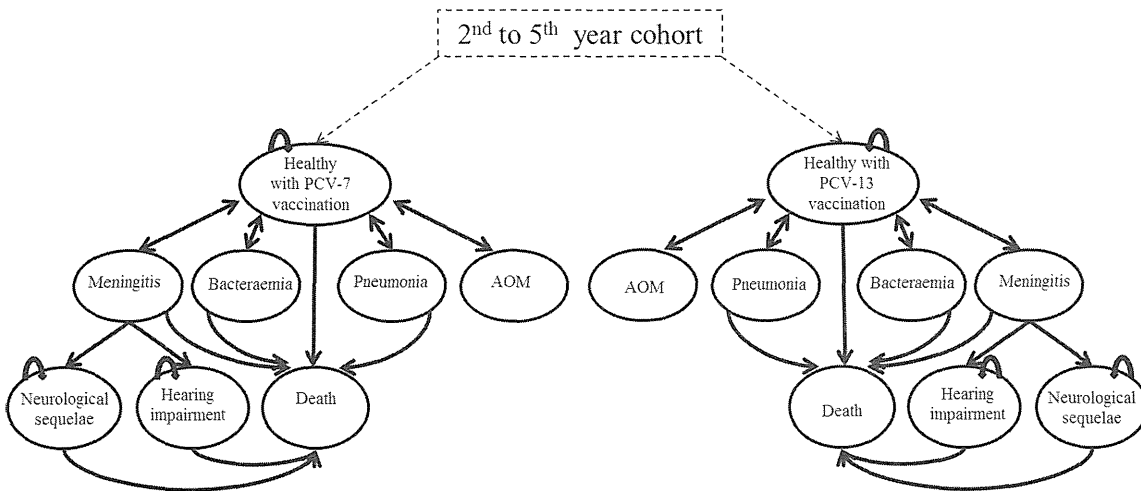 2nd to 5th year cohort
Healthy
with PCV-7
vaccination
Meningitis
Bacteraemia
Pneumonia
AOM
Neurological
sequelae
Hearing
impairment
Death
Healthy with
PCV-13
vaccination
AOM
Pneumonia
Bacteraemia
Meningitis
Death
Hearing
impairment
Neurological
sequelae